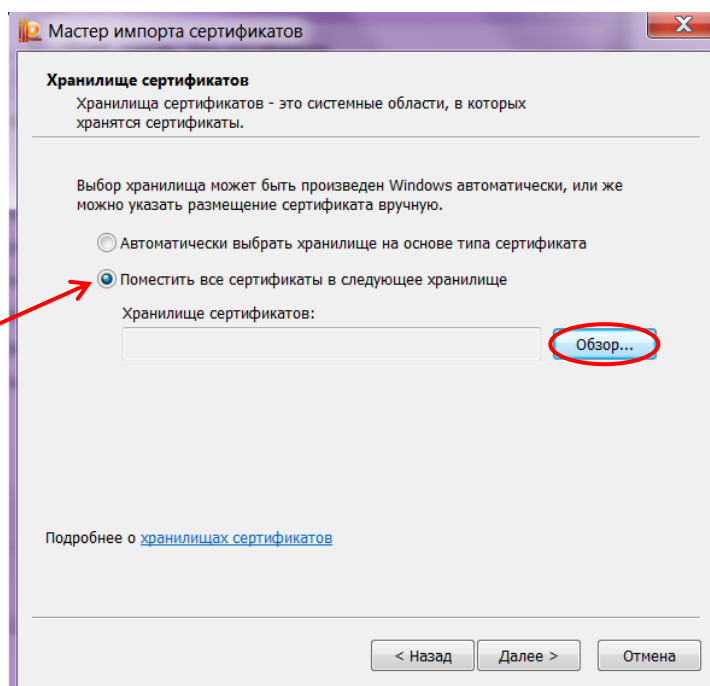 Мастер импорта сертификатов
Хранилище сертификатов
Хранилища сертификатов - это системные области, в которых
хранятся сертификаты.
Выбор хранилища может быть произведен Windows автоматически, или же
можно указать размещение сертификата вручную.
Автоматически выбрать хранилище на основе типа сертификата
Поместить все сертификаты в следующее хранилище
Хранилище сертификатов:
Обзор...
Подробнее о хранилищах сертификатов
< Назад Далее > Отмена